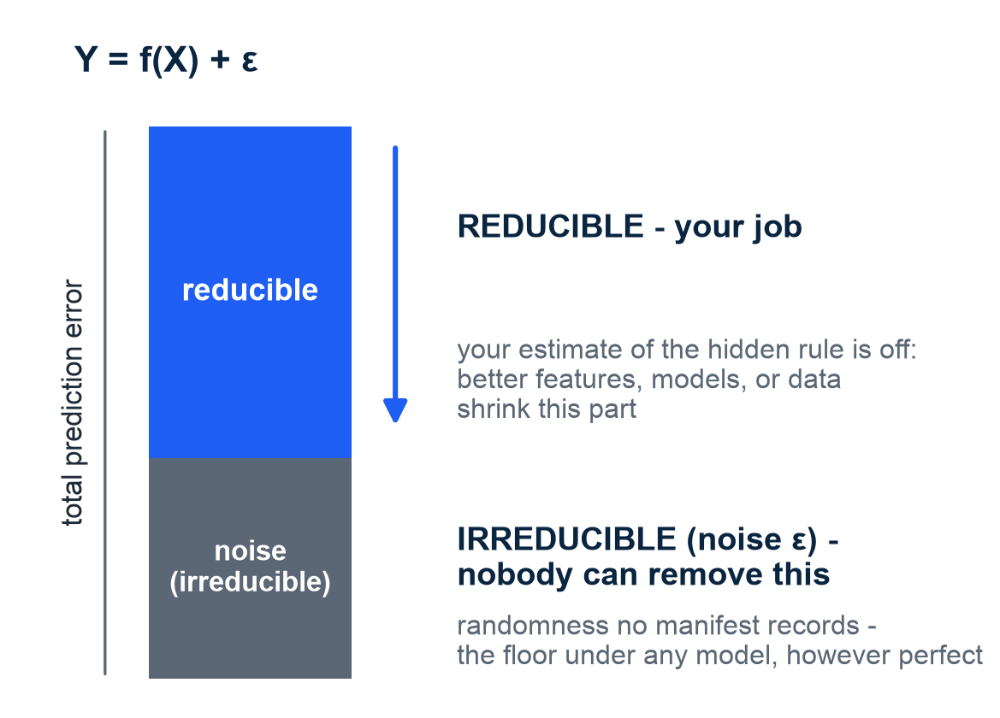 Y = f(X) + ε
total prediction error
reducible
REDUCIBLE - your job
your estimate of the hidden rule is off:
better features, models, or data
shrink this part
noise
(irreducible)
IRREDUCIBLE (noise ε) -
nobody can remove this
randomness no manifest records -
the floor under any model, however perfect